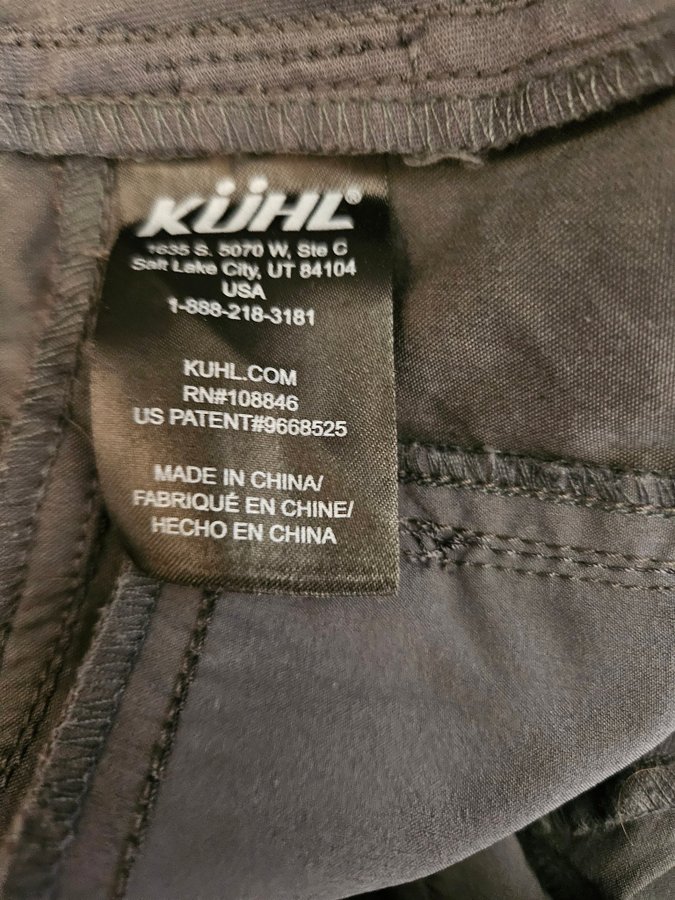 KÜHL®
1635 S. 5070 W, Ste C
Salt Lake City, UT 84104
USA
1-888-218-3181
KUHL.COM
RN#108846
US PATENT#9668525
MADE IN CHINA/
FABRIQUÉ EN CHINE/
HECHO EN CHINA